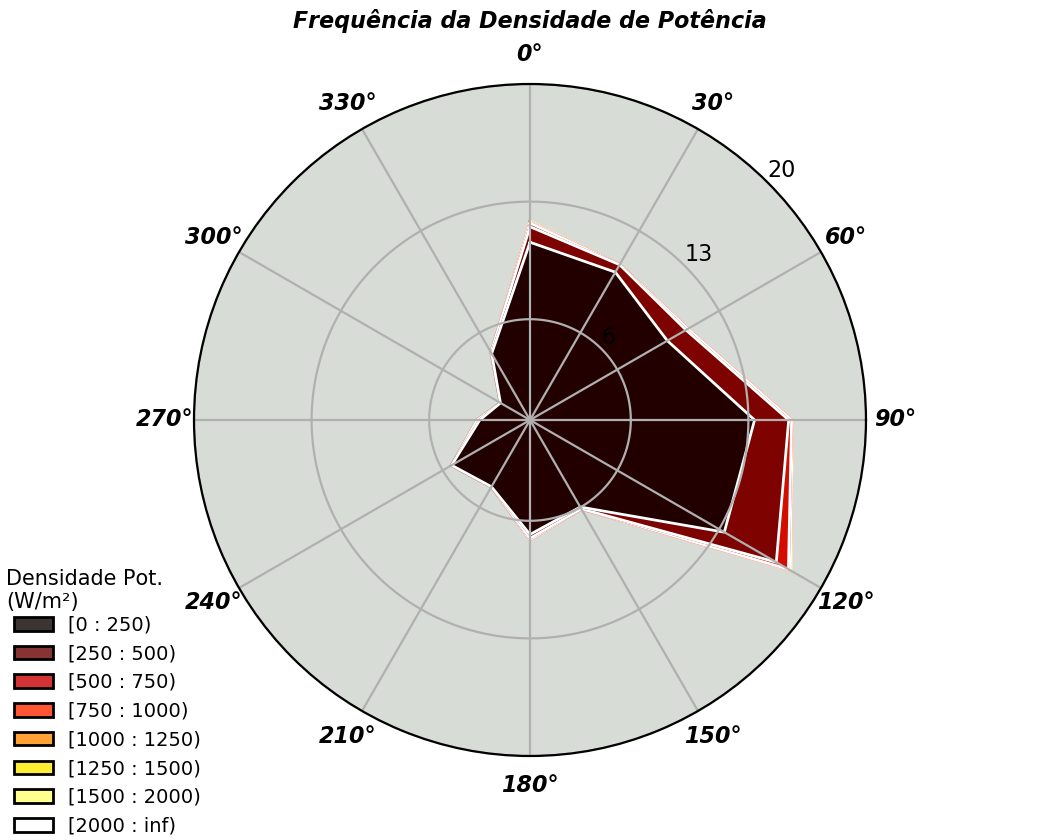 Frequência da Densidade de Potência
0°
330°
30°
20
300°
60°
13
6
270°
90°
240°
120°
210°
150°
180°
Densidade Pot.
(W/m²)
[0 : 250)
[250 : 500)
[500 : 750)
[750 : 1000)
[1000 : 1250)
[1250 : 1500)
[1500 : 2000)
[2000 : inf)